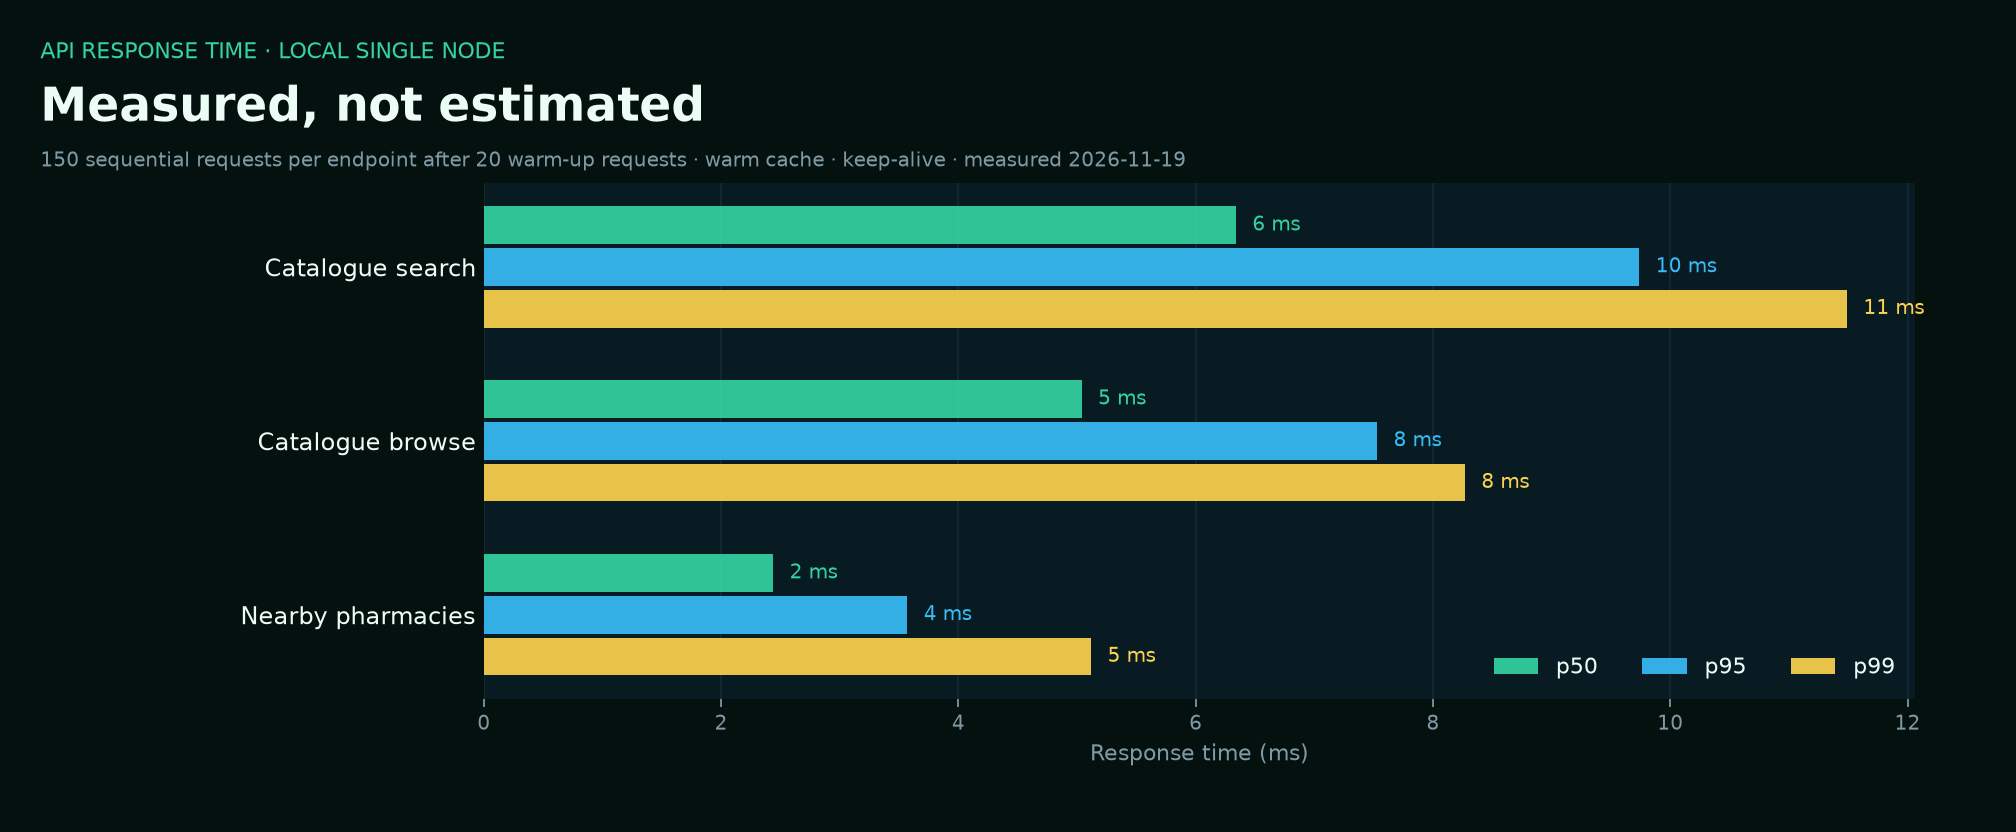 API RESPONSE TIME · LOCAL SINGLE NODE
Measured, not estimated
150 sequential requests per endpoint after 20 warm-up requests · warm cache · keep-alive · measured 2026-11-19
6 ms
Catalogue search
10 ms
11 ms
5 ms
Catalogue browse
8 ms
8 ms
2 ms
Nearby pharmacies
4 ms
5 ms
p50 p95 p99
0 2 4 6 8 10 12
Response time (ms)